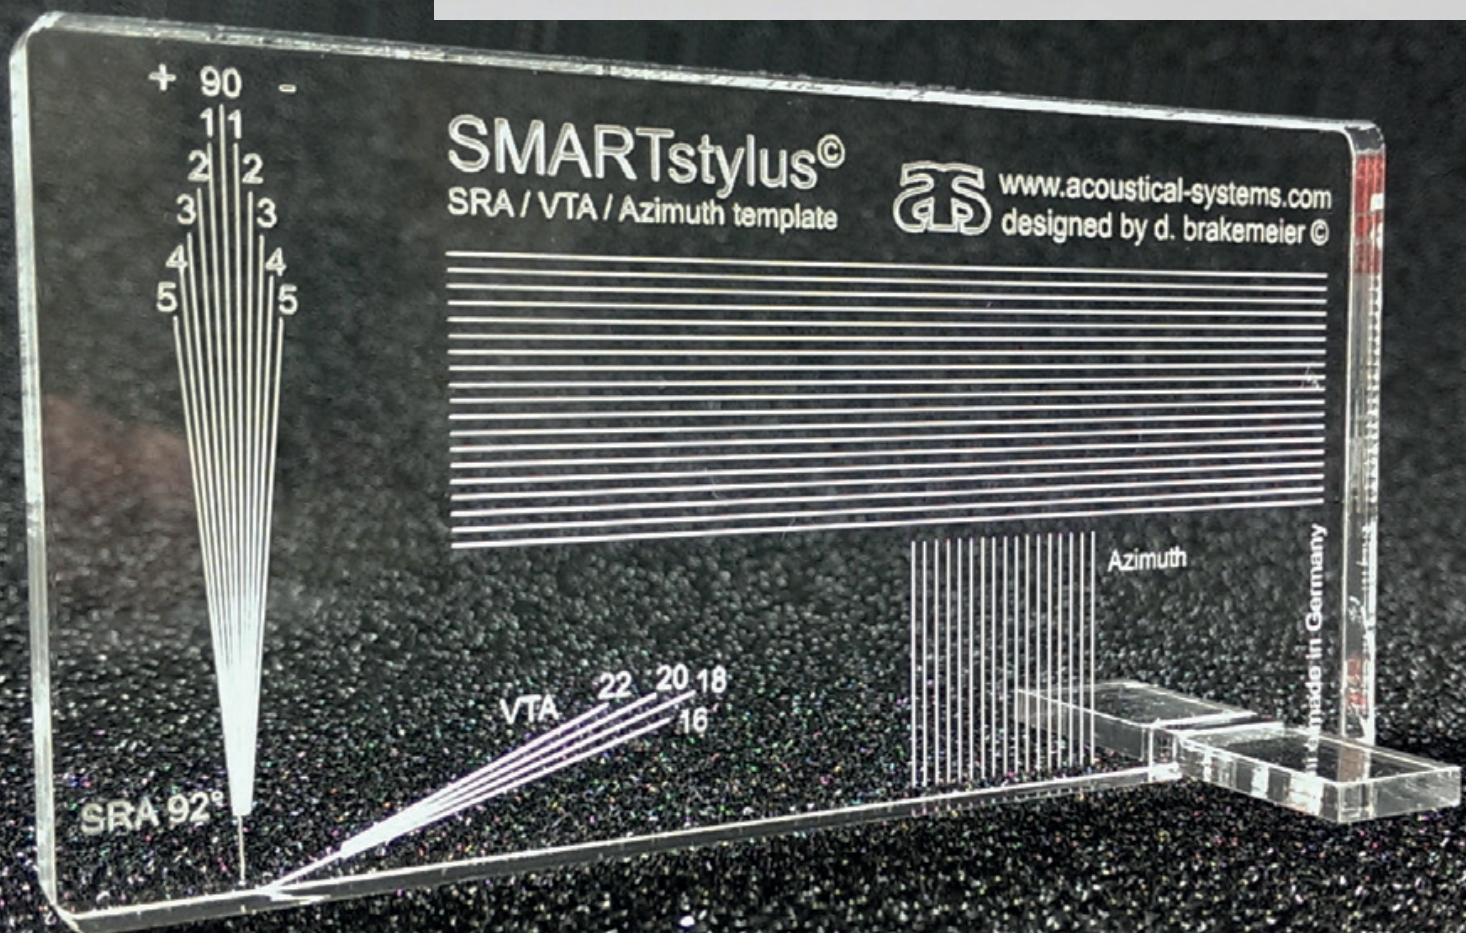 + 90 -
1 1
2 2
3 3
4 4
5 5
SRA 92°
SMARTstylus©
SRA / VTA / Azimuth template
as
www.acoustical-systems.com
designed by d. brakemeier ©
VTA 22 20 18
16
Azimuth
made in Germany